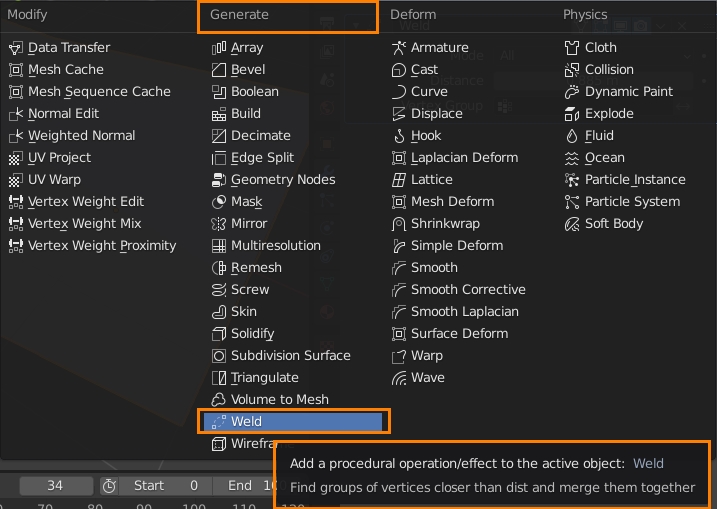 Modify
Data Transfer
Mesh Cache
Mesh Sequence Cache
Normal Edit
Weighted Normal
UV Project
UV Warp
Vertex Weight Edit
Vertex Weight Mix
Vertex Weight Proximity
Generate
Array
Bevel
Boolean
Build
Decimate
Edge Split
Geometry Nodes
Mask
Mirror
Multiresolution
Remesh
Screw
Skin
Solidify
Subdivision Surface
Triangulate
Volume to Mesh
Weld
Deform
Armature
Cast
Curve
Displace
Hook
Laplacian Deform
Lattice
Mesh Deform
Shrinkwrap
Simple Deform
Smooth
Smooth Corrective
Smooth Laplacian
Surface Deform
Warp
Wave
Physics
Cloth
Collision
Dynamic Paint
Explode
Fluid
Ocean
Particle Instance
Particle System
Soft Body
Add a procedural operation/effect to the active object: Weld
Find groups of vertices closer than dist and merge them together
34 Start 0 End
70 80 90 100 110 120